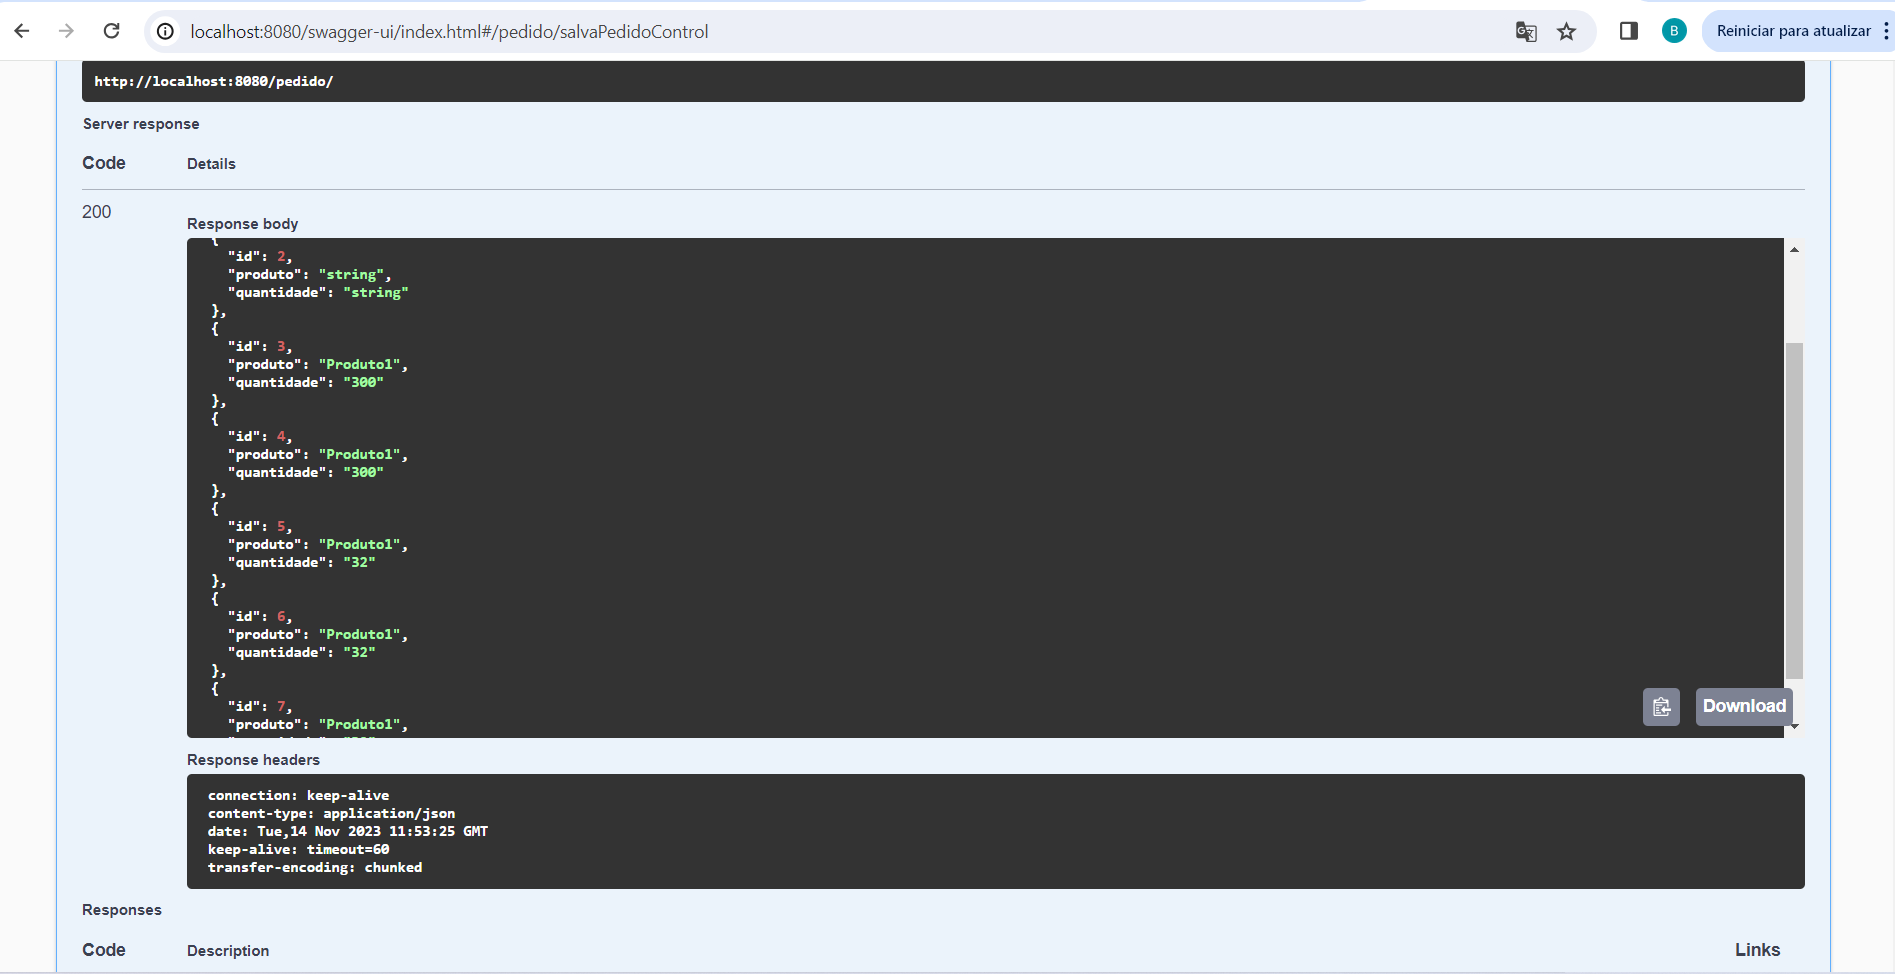 localhost:8080/swagger-ui/index.html#/pedido/salvaPedidoControl
B
Reiniciar para atualizar
http://localhost:8080/pedido/
Server response
Code Details
200
Response body
{
"id": 2,
"produto": "string",
"quantidade": "string"
},
{
"id": 3,
"produto": "Produto1",
"quantidade": "300"
},
{
"id": 4,
"produto": "Produto1",
"quantidade": "300"
},
{
"id": 5,
"produto": "Produto1",
"quantidade": "32"
},
{
"id": 6,
"produto": "Produto1",
"quantidade": "32"
},
{
"id": 7,
"produto": "Produto1",
Download
Response headers
connection: keep-alive
content-type: application/json
date: Tue,14 Nov 2023 11:53:25 GMT
keep-alive: timeout=60
transfer-encoding: chunked
Responses
Code Description Links